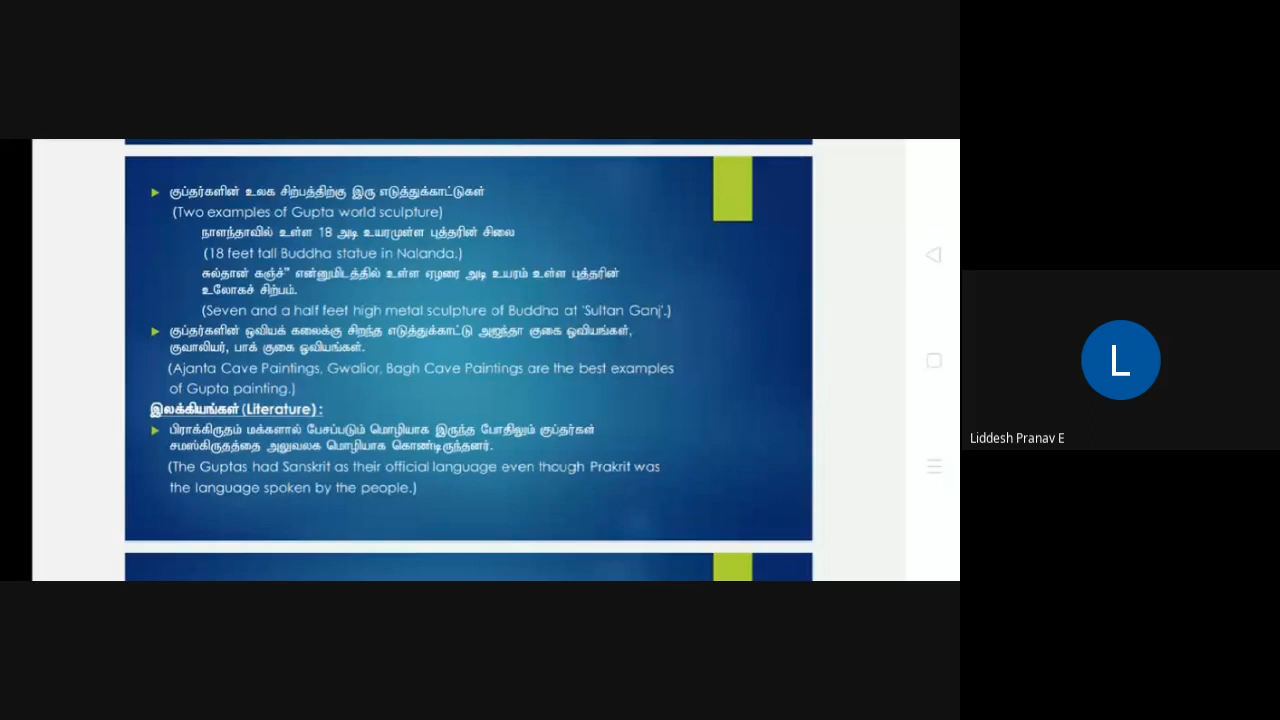 குப்தர்களின் உலக சிற்பத்திற்கு இரு எடுத்துக்காட்டுகள்
(Two examples of Gupta world sculpture)
நாளந்தாவில் உள்ள 18 அடி உயரமுள்ள புத்தரின் சிலை
(18 feet tall Buddha statue in Nalanda.)
சுல்தான் கஞ்ச்" என்னுமிடத்தில் உள்ள ஏழரை அடி உயரம் உள்ள புத்தரின்
உலோகச் சிற்பம்.
(Seven and a half feet high metal sculpture of Buddha at 'Sultan Ganj'.)
குப்தர்களின் ஒவியக் கலைக்கு சிறந்த எடுத்துக்காட்டு அஜந்தா குகை ஒவியங்கள்,
குவாலியர், பாக் குகை ஓவியங்கள்.
(Ajanta Cave Paintings, Gwalior, Bagh Cave Paintings are the best examples
of Gupta painting.)
இலக்கியங்கள் (Literature) :
பிராக்கிருதம் மக்களால் பேசப்படும் மொழியாக இருந்த போதிலும் குப்தர்கள்
சமஸ்கிருதத்தை அலுவலக மொழியாக கொண்டிருந்தனர்.
(The Guptas had Sanskrit as their official language even though Prakrit was
the language spoken by the people.)
L
Liddesh Pranav E